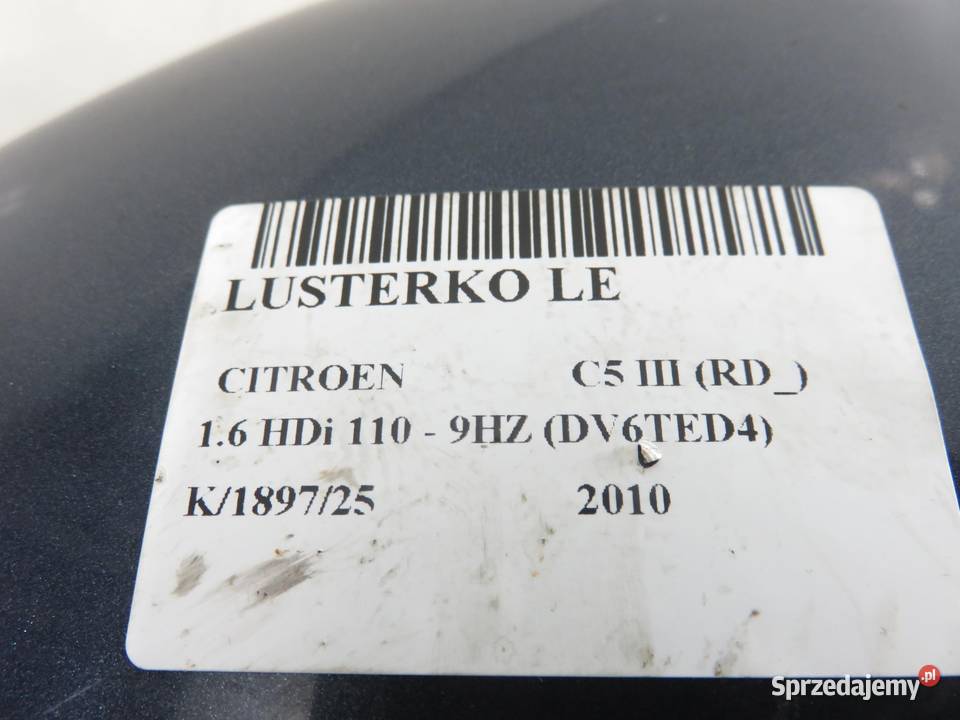 LUSTERKO LE
CITROEN C5 III (RD_)
1.6 HDi 110 - 9HZ (DV6TED4)
K/1897/25 2010
Sprzedajemy.pl